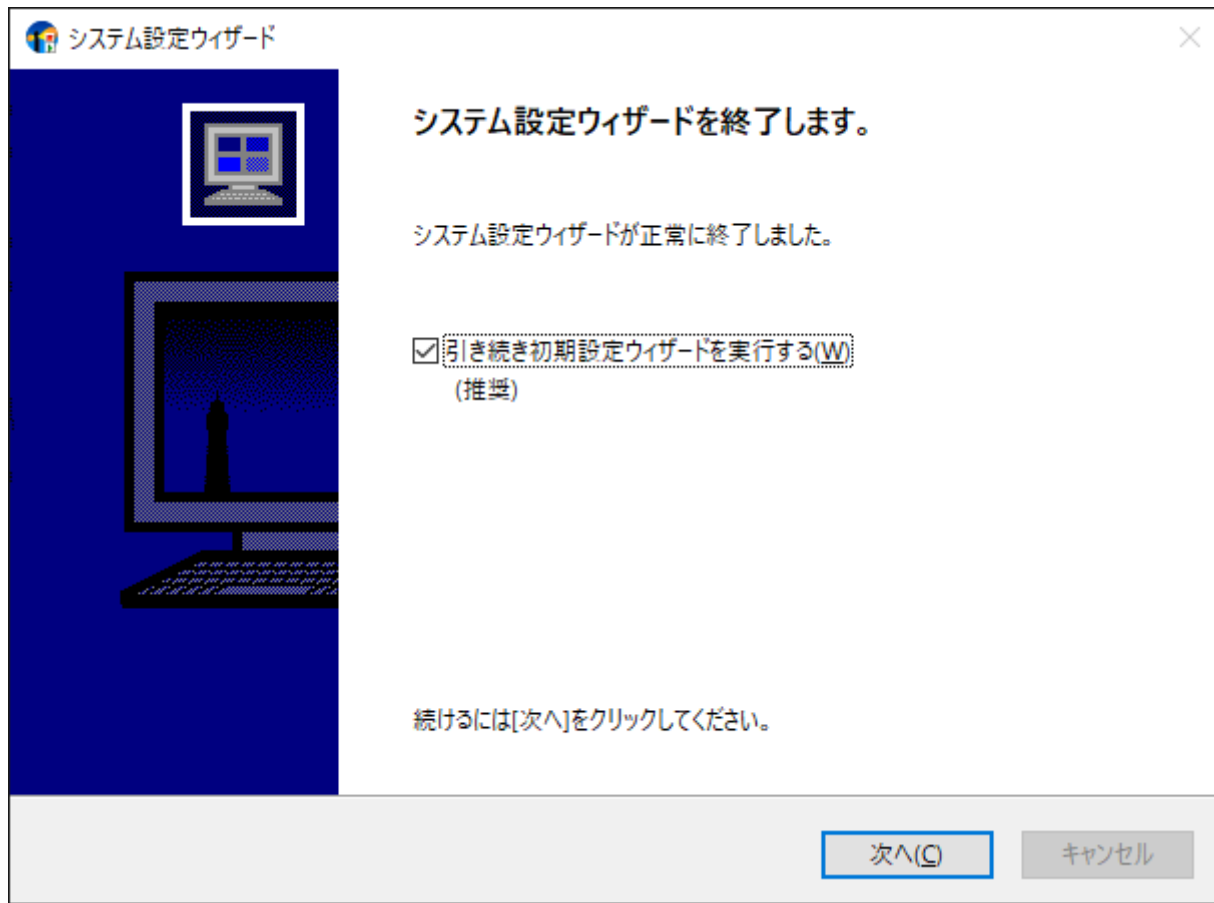 システム設定ウィザード
システム設定ウィザードを終了します。
システム設定ウィザードが正常に終了しました。
引き続き初期設定ウィザードを実行する(W)
(推奨)
続けるには[次へ]をクリックしてください。
次へ(C)
キャンセル